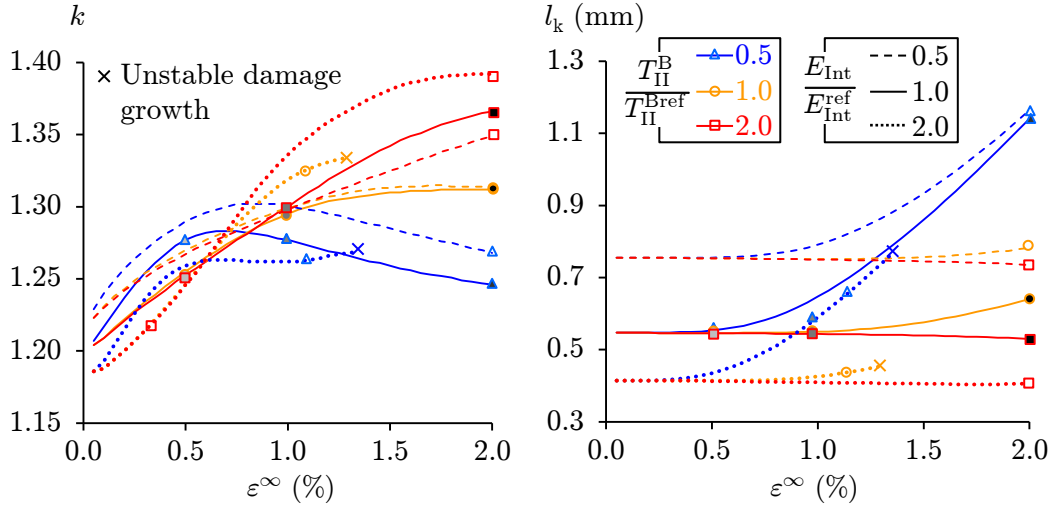 k
1.40
1.35
1.30
1.25
1.20
1.15
× Unstable damage
growth
0.0 0.5 1.0 1.5 2.0
ε^∞ (%)
l_k (mm)
1.3
1.1
0.9
0.7
0.5
0.3
T_II^B / T_II^Bref
0.5
1.0
2.0
E_Int / E_Int^ref
0.5
1.0
2.0
0.0 0.5 1.0 1.5 2.0
ε^∞ (%)